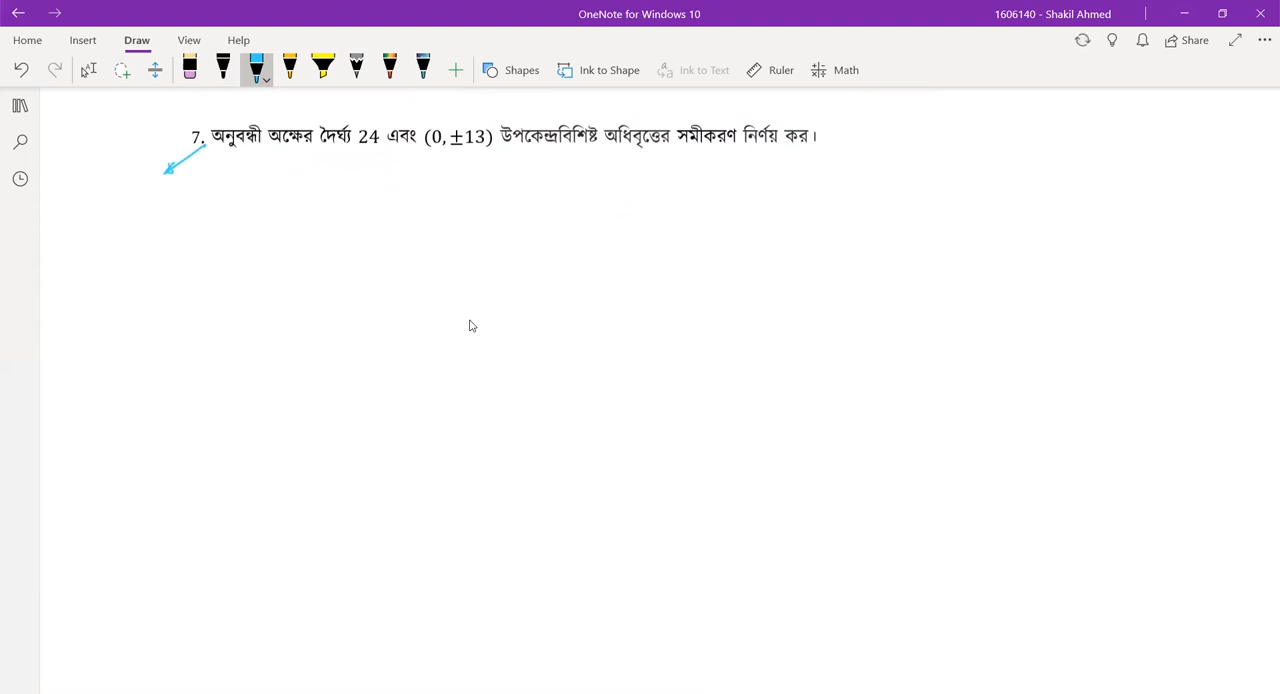 OneNote for Windows 10
1606140 - Shakil Ahmed
Home Insert Draw View Help
Share
Shapes Ink to Shape Ink to Text Ruler Math
7. অনুবন্ধী অক্ষের দৈর্ঘ্য 24 এবং (0, ±13) উপকেন্দ্রবিশিষ্ট অধিবৃত্তের সমীকরণ নির্ণয় কর।